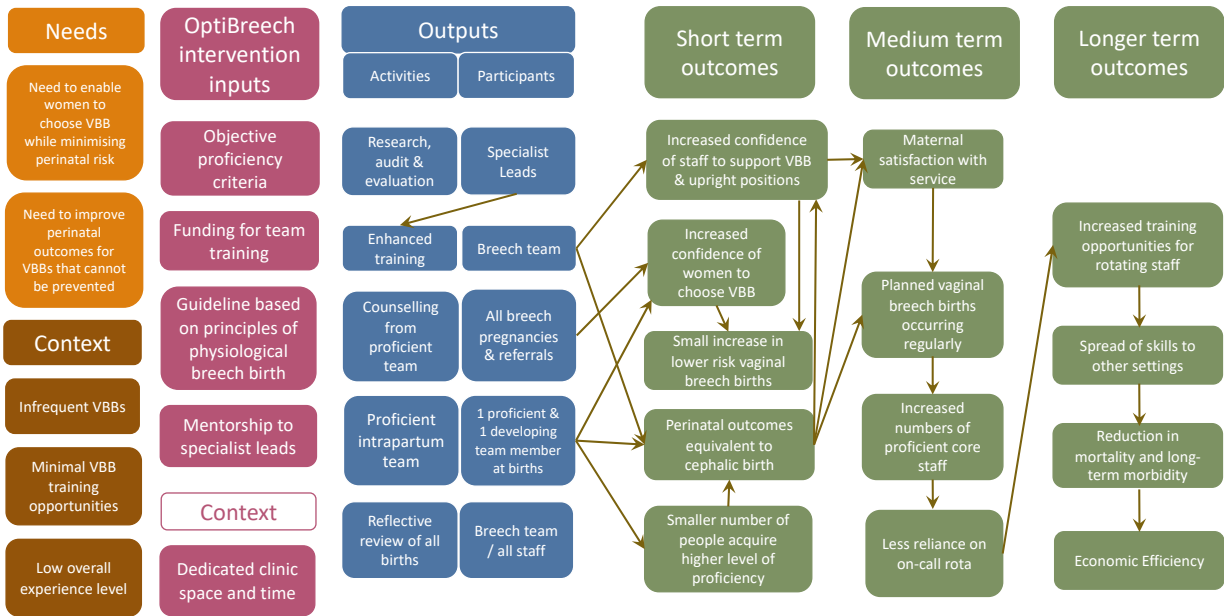 Needs
Need to enable
women to
choose VBB
while minimising
perinatal risk
Need to improve
perinatal
outcomes for
VBBs that cannot
be prevented
Context
Infrequent VBBs
Minimal VBB
training
opportunities
Low overall
experience level
OptiBreech
intervention
inputs
Objective
proficiency
criteria
Funding for team
training
Guideline based
on principles of
physiological
breech birth
Mentorship to
specialist leads
Context
Dedicated clinic
space and time
Outputs
Activities
Participants
Research,
audit &
evaluation
Specialist
Leads
Enhanced
training
Breech team
Counselling
from
proficient
team
All breech
pregnancies
& referrals
Proficient
intrapartum
team
1 proficient &
1 developing
team member
at births
Reflective
review of all
births
Breech team
/ all staff
Short term
outcomes
Increased confidence
of staff to support VBB
& upright positions
Increased
confidence of
women to
choose VBB
Small increase in
lower risk vaginal
breech births
Perinatal outcomes
equivalent to
cephalic birth
Smaller number of
people acquire
higher level of
proficiency
Medium term
outcomes
Maternal
satisfaction with
service
Planned vaginal
breech births
occurring
regularly
Increased
numbers of
proficient core
staff
Less reliance on
on-call rota
Longer term
outcomes
Increased training
opportunities for
rotating staff
Spread of skills to
other settings
Reduction in
mortality and long-
term morbidity
Economic Efficiency